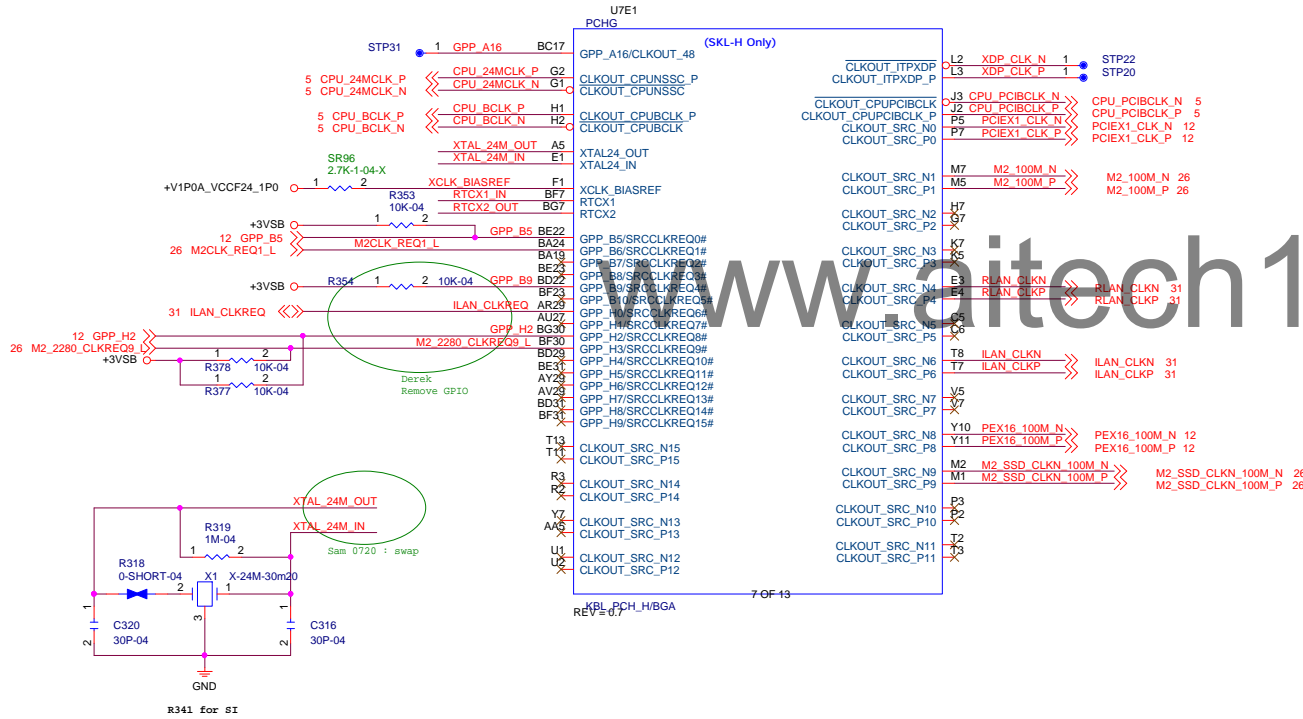 U7E1
PCHG
(SKL-H Only)
STP31 1 GPP_A16 BC17 GPP_A16/CLKOUT_48
5 CPU_24MCLK_P CPU_24MCLK_P G2 CLKOUT_CPUNSSC_P
5 CPU_24MCLK_N CPU_24MCLK_N G1 CLKOUT_CPUNSSC
5 CPU_BCLK_P CPU_BCLK_P H1 CLKOUT_CPUBCLK_P
5 CPU_BCLK_N CPU_BCLK_N H2 CLKOUT_CPUBCLK
XTAL_24M_OUT A5 XTAL24_OUT
XTAL_24M_IN E1 XTAL24_IN
SR96
2.7K-1-04-X
+V1P0A_VCCF24_1P0 1 2 XCLK_BIASREF F1 XCLK_BIASREF
RTCX1_IN BF7 RTCX1
RTCX2_OUT BG7 RTCX2
R353
10K-04
+3VSB 1 2
12 GPP_B5 GPP_B5 BE22 GPP_B5/SRCCLKREQ0#
26 M2CLK_REQ1_L M2CLK_REQ1_L BA24 GPP_B6/SRCCLKREQ1#
BA19 GPP_B7/SRCCLKREQ2#
BE23 GPP_B8/SRCCLKREQ3#
+3VSB R354 1 2 10K-04 GPP_B9 BD22 GPP_B9/SRCCLKREQ4#
BF23 GPP_B10/SRCCLKREQ5#
31 ILAN_CLKREQ ILAN_CLKREQ AR29 GPP_H0/SRCCLKREQ6#
AU27 GPP_H1/SRCCLKREQ7#
12 GPP_H2 GPP_H2 BG30 GPP_H2/SRCCLKREQ8#
26 M2_2280_CLKREQ9_L M2_2280_CLKREQ9_L BF30 GPP_H3/SRCCLKREQ9#
+3VSB
R378 1 2 10K-04
R377 1 2 10K-04
BD29 GPP_H4/SRCCLKREQ10#
BE31 GPP_H5/SRCCLKREQ11#
AY29 GPP_H6/SRCCLKREQ12#
AV29 GPP_H7/SRCCLKREQ13#
BD31 GPP_H8/SRCCLKREQ14#
BF31 GPP_H9/SRCCLKREQ15#
Derek
Remove GPIO
T13 CLKOUT_SRC_N15
T11 CLKOUT_SRC_P15
R3 CLKOUT_SRC_N14
R2 CLKOUT_SRC_P14
Y7 CLKOUT_SRC_N13
AA5 CLKOUT_SRC_P13
U1 CLKOUT_SRC_N12
U2 CLKOUT_SRC_P12
CLKOUT_ITPXDP L2 XDP_CLK_N 1 STP22
CLKOUT_ITPXDP_P L3 XDP_CLK_P 1 STP20
CLKOUT_CPUPCIBCLK J3 CPU_PCIBCLK_N CPU_PCIBCLK_N 5
CLKOUT_CPUPCIBCLK_P J2 CPU_PCIBCLK_P CPU_PCIBCLK_P 5
CLKOUT_SRC_N0 P5 PCIEX1_CLK_N PCIEX1_CLK_N 12
CLKOUT_SRC_P0 P7 PCIEX1_CLK_P PCIEX1_CLK_P 12
CLKOUT_SRC_N1 M7 M2_100M_N M2_100M_N 26
CLKOUT_SRC_P1 M5 M2_100M_P M2_100M_P 26
CLKOUT_SRC_N2 H7
CLKOUT_SRC_P2 G7
CLKOUT_SRC_N3 K7
CLKOUT_SRC_P3 K5
CLKOUT_SRC_N4 E3 RLAN_CLKN RLAN_CLKN 31
CLKOUT_SRC_P4 E4 RLAN_CLKP RLAN_CLKP 31
CLKOUT_SRC_N5 C5
CLKOUT_SRC_P5 C6
CLKOUT_SRC_N6 T8 ILAN_CLKN ILAN_CLKN 31
CLKOUT_SRC_P6 T7 ILAN_CLKP ILAN_CLKP 31
CLKOUT_SRC_N7 V5
CLKOUT_SRC_P7 V7
CLKOUT_SRC_N8 Y10 PEX16_100M_N PEX16_100M_N 12
CLKOUT_SRC_P8 Y11 PEX16_100M_P PEX16_100M_P 12
CLKOUT_SRC_N9 M2 M2_SSD_CLKN_100M_N M2_SSD_CLKN_100M_N 26
CLKOUT_SRC_P9 M1 M2_SSD_CLKN_100M_P M2_SSD_CLKN_100M_P 26
CLKOUT_SRC_N10 P3
CLKOUT_SRC_P10 P2
CLKOUT_SRC_N11 T2
CLKOUT_SRC_P11 T3
www.aitech1
7 OF 13
KBL_PCH_H/BGA
REV = 0.7
XTAL_24M_OUT
XTAL_24M_IN
Sam 0720 : swap
R319
1M-04
1 2
R318
0-SHORT-04
X1 X-24M-30m20
2 1
3
1 C320 2
30P-04
1 C316 2
30P-04
GND
R341 for SI